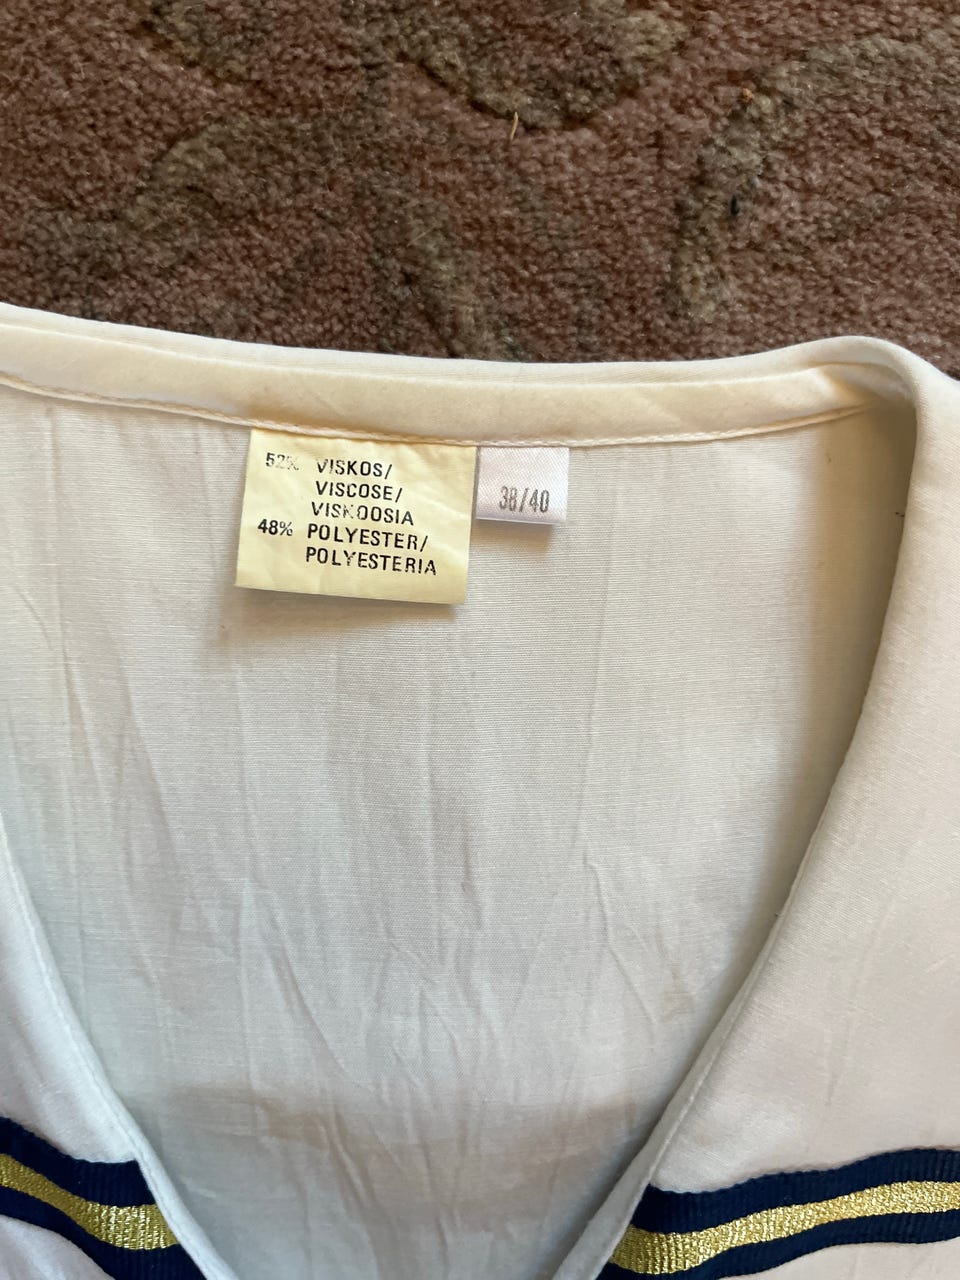 52% VISKOS/
VISCOSE/
VISKOOSIA
48% POLYESTER/
POLYESTERIA
38/40